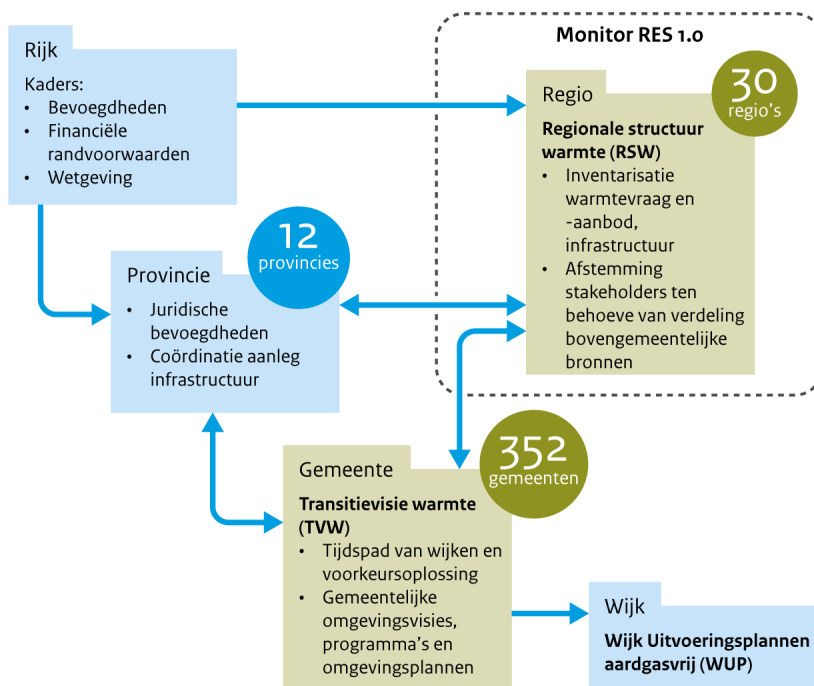 Rijk
Kaders:
• Bevoegdheden
• Financiële
randvoorwaarden
• Wetgeving
Monitor RES 1.0
30
regio's
Regio
Regionale structuur
warmte (RSW)
• Inventarisatie
warmtevraag en
-aanbod,
infrastructuur
• Afstemming
stakeholders ten
behoeve van verdeling
bovengemeentelijke
bronnen
12
provincies
Provincie
• Juridische
bevoegdheden
• Coördinatie aanleg
infrastructuur
352
gemeenten
Gemeente
Transitievisie warmte
(TVW)
• Tijdspad van wijken en
voorkeursoplossing
• Gemeentelijke
omgevingsvisies,
programma's en
omgevingsplannen
Wijk
Wijk Uitvoeringsplannen
aardgasvrij (WUP)